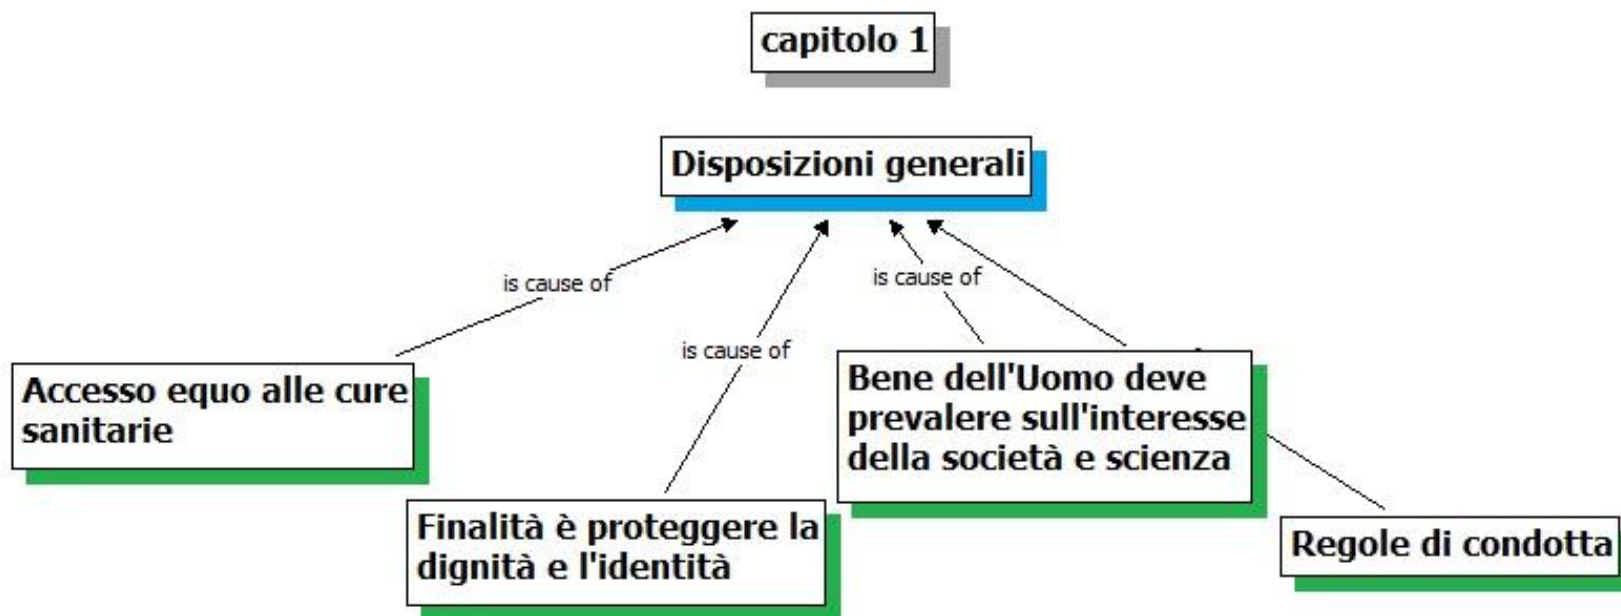 capitolo 1
Disposizioni generali
is cause of
is cause of
is cause of
Accesso equo alle cure
sanitarie
Finalità è proteggere la
dignità e l'identità
Bene dell'Uomo deve
prevalere sull'interesse
della società e scienza
Regole di condotta